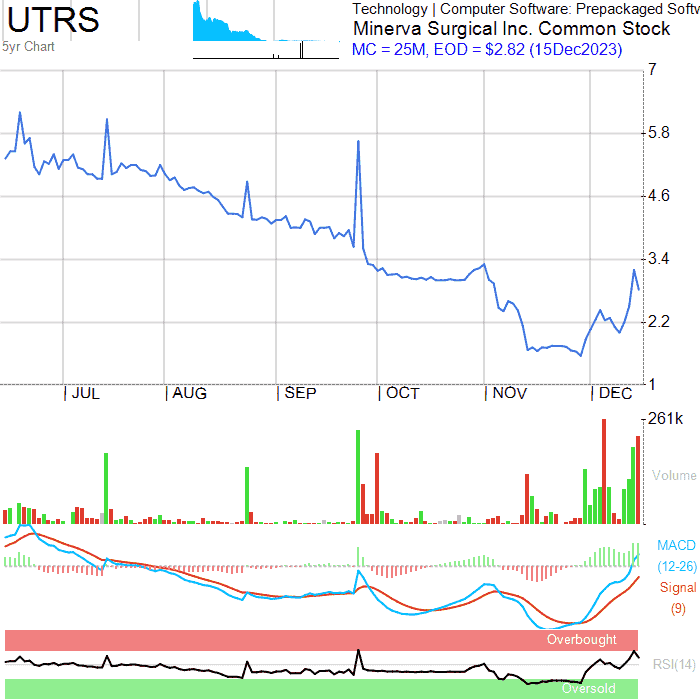 UTRS
Technology | Computer Software: Prepackaged Softw
Minerva Surgical Inc. Common Stock
5yr Chart
MC = 25M, EOD = $2.82 (15Dec2023)
7
5.8
4.6
3.4
2.2
1
JUL
AUG
SEP
OCT
NOV
DEC
261k
Volume
MACD
(12-26)
Signal
(9)
Overbought
RSI(14)
Oversold